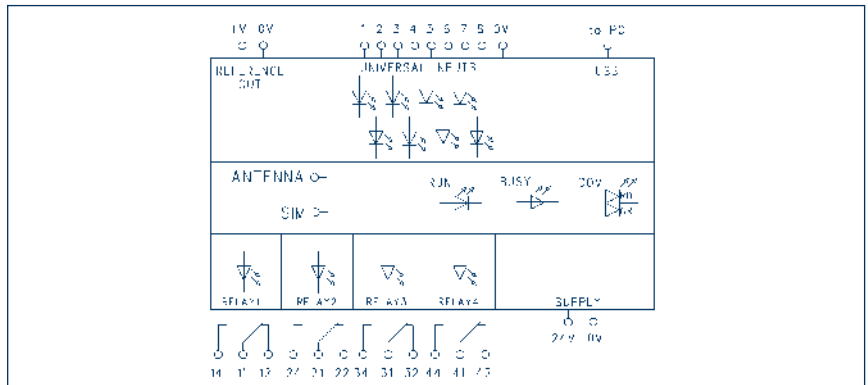 1V 0V 1 2 3 4 5 6 7 8 0V to PC
REFERENCE UNIVERSAL INPUTS USB
OUT
ANTENNA
RUN BUSY COM
SIM
RD
GR
RELAY1 RELAY2 RELAY3 RELAY4 SUPPLY
24V 0V
14 11 12 24 21 22 34 31 32 44 41 42